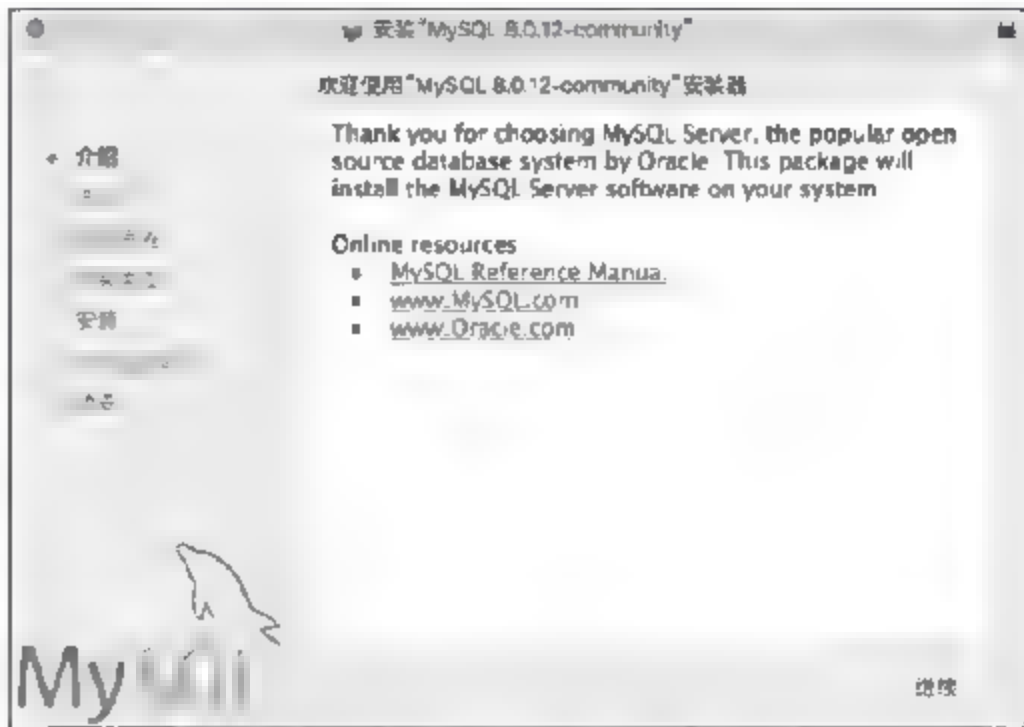 安装"MySQL 8.0.12-community"
欢迎使用"MySQL 8.0.12-community"安装器
介绍
安装
Thank you for choosing MySQL Server, the popular open
source database system by Oracle. This package will
install the MySQL Server software on your system
Online resources
MySQL Reference Manual
www.MySQL.com
www.Oracle.com
My
继续